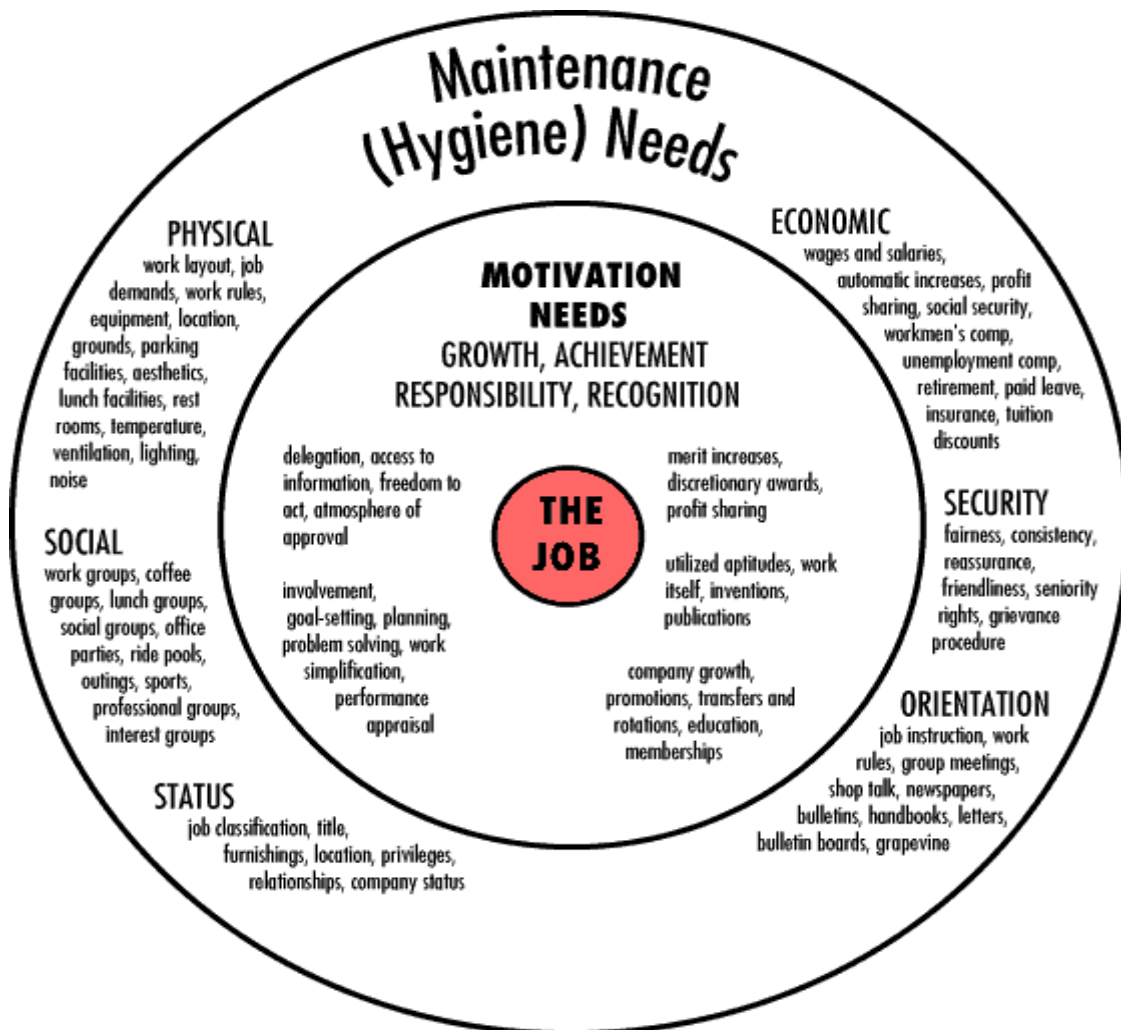 Maintenance
(Hygiene) Needs
PHYSICAL
work layout, job
demands, work rules,
equipment, location,
grounds, parking
facilities, aesthetics,
lunch facilities, rest
rooms, temperature,
ventilation, lighting,
noise
SOCIAL
work groups, coffee
groups, lunch groups,
social groups, office
parties, ride pools,
outings, sports,
professional groups,
interest groups
STATUS
job classification, title,
furnishings, location, privileges,
relationships, company status
MOTIVATION
NEEDS
GROWTH, ACHIEVEMENT
RESPONSIBILITY, RECOGNITION
delegation, access to
information, freedom to
act, atmosphere of
approval
involvement,
goal-setting, planning,
problem solving, work
simplification,
performance
appraisal
THE
JOB
merit increases,
discretionary awards,
profit sharing
utilized aptitudes, work
itself, inventions,
publications
company growth,
promotions, transfers and
rotations, education,
memberships
ECONOMIC
wages and salaries,
automatic increases, profit
sharing, social security,
workmen's comp,
unemployment comp,
retirement, paid leave,
insurance, tuition
discounts
SECURITY
fairness, consistency,
reassurance,
friendliness, seniority
rights, grievance
procedure
ORIENTATION
job instruction, work
rules, group meetings,
shop talk, newspapers,
bulletins, handbooks, letters,
bulletin boards, grapevine